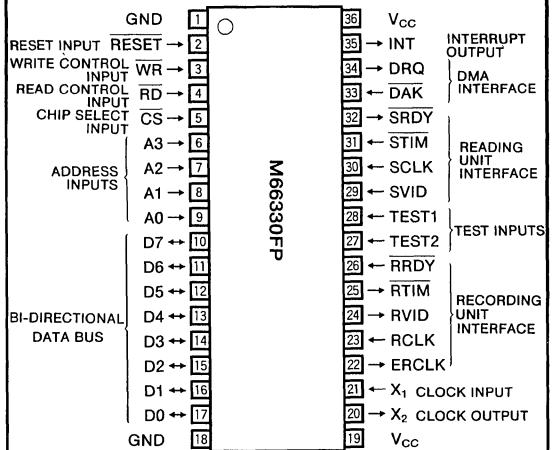 GND 1
RESET INPUT RESET → 2
WRITE CONTROL INPUT WR → 3
READ CONTROL INPUT RD → 4
CHIP SELECT INPUT CS → 5
ADDRESS INPUTS
A3 → 6
A2 → 7
A1 → 8
A0 → 9
BI-DIRECTIONAL DATA BUS
D7 ↔ 10
D6 ↔ 11
D5 ↔ 12
D4 ↔ 13
D3 ↔ 14
D2 ↔ 15
D1 ↔ 16
D0 ↔ 17
GND 18
M66330FP
36 VCC
35 → INT INTERRUPT OUTPUT
34 → DRQ
33 ← DAK
DMA INTERFACE
32 → SRDY
31 ← STIM
30 ← SCLK
29 ← SVID
READING UNIT INTERFACE
28 ← TEST1
27 ← TEST2
TEST INPUTS
26 ← RRDY
25 → RTIM
24 → RVID
23 ← RCLK
22 → ERCLK
RECORDING UNIT INTERFACE
21 ← X1 CLOCK INPUT
20 → X2 CLOCK OUTPUT
19 VCC